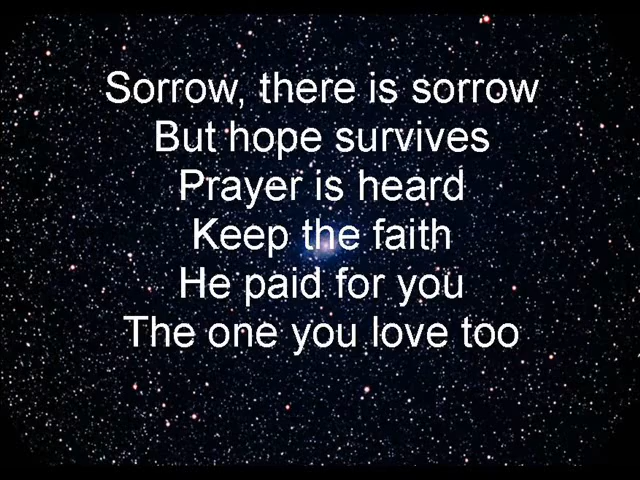 Sorrow, there is sorrow
But hope survives
Prayer is heard
Keep the faith
He paid for you
The one you love too